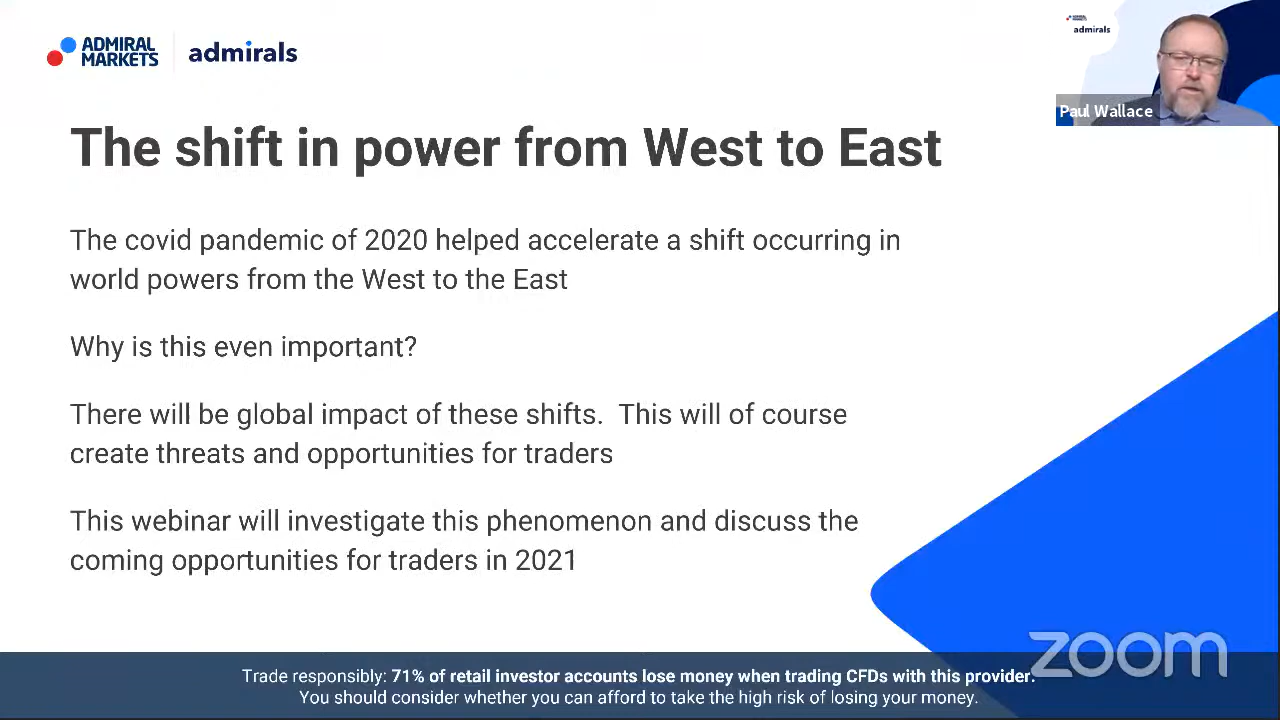 ADMIRAL
MARKETS
admirals
admirals
Paul Wallace
The shift in power from West to East
The covid pandemic of 2020 helped accelerate a shift occurring in
world powers from the West to the East
Why is this even important?
There will be global impact of these shifts.  This will of course
create threats and opportunities for traders
This webinar will investigate this phenomenon and discuss the
coming opportunities for traders in 2021
zoom
Trade responsibly: 71% of retail investor accounts lose money when trading CFDs with this provider.
You should consider whether you can afford to take the high risk of losing your money.